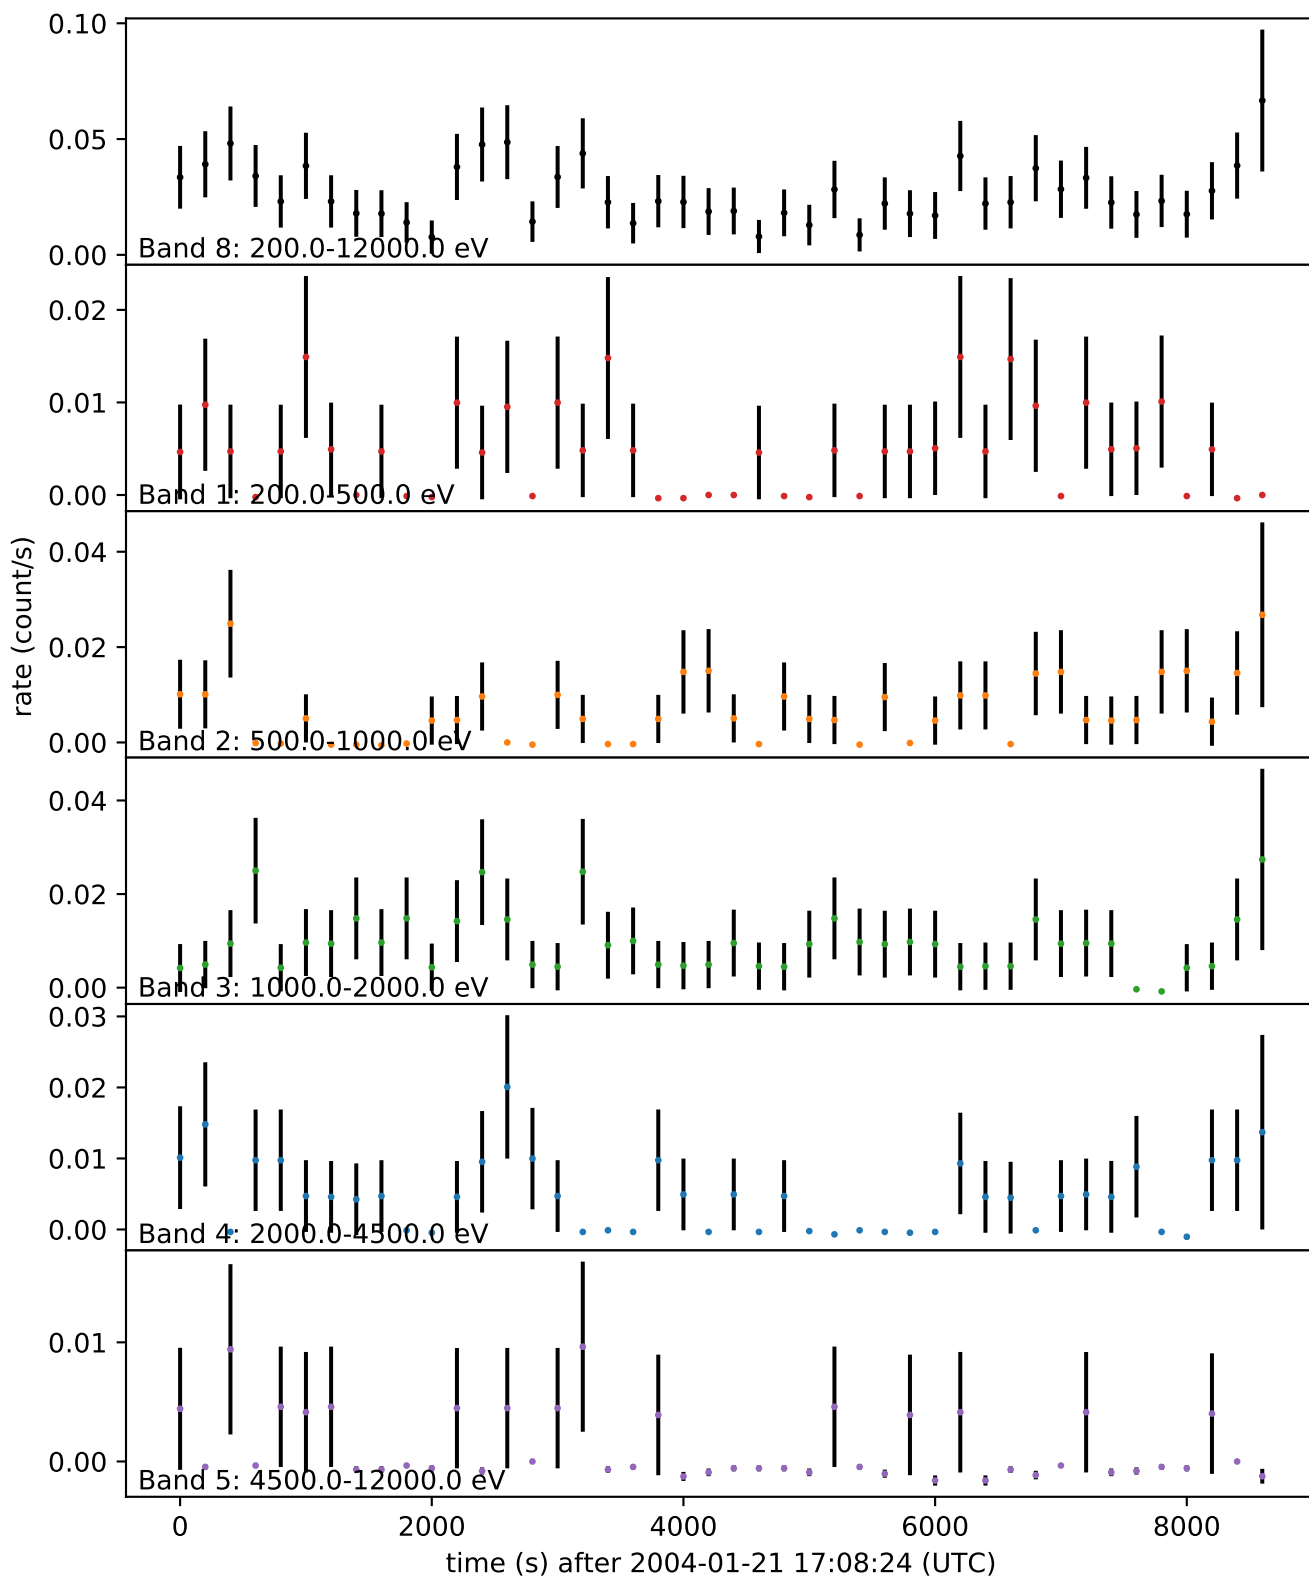 0.10
0.05
0.00
Band 8: 200.0-12000.0 eV
0.02
0.01
0.00
Band 1: 200.0-500.0 eV
0.04
0.02
0.00
Band 2: 500.0-1000.0 eV
rate (count/s)
0.04
0.02
0.00
Band 3: 1000.0-2000.0 eV
0.03
0.02
0.01
0.00
Band 4: 2000.0-4500.0 eV
0.01
0.00
Band 5: 4500.0-12000.0 eV
0 2000 4000 6000 8000
time (s) after 2004-01-21 17:08:24 (UTC)